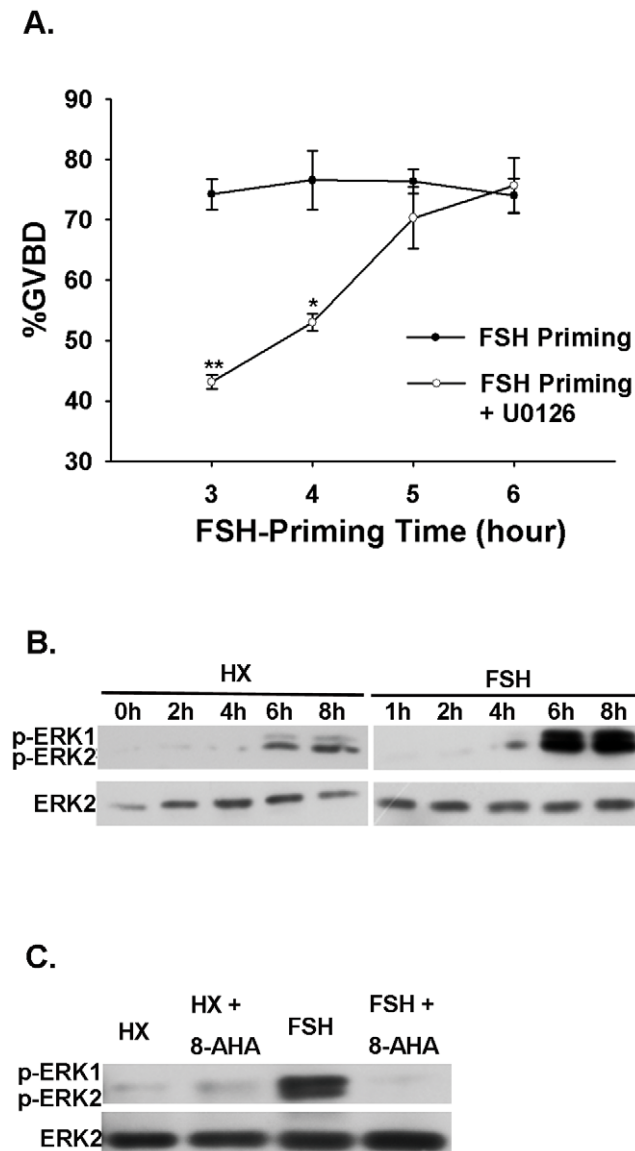 A.
90
80
70
60
50
40
30
%GVBD
**
*
FSH Priming
FSH Priming
+ U0126
3 4 5 6
FSH-Priming Time (hour)
B.
HX FSH
0h 2h 4h 6h 8h 1h 2h 4h 6h 8h
p-ERK1
p-ERK2
ERK2
C.
HX HX + 8-AHA FSH FSH + 8-AHA
p-ERK1
p-ERK2
ERK2